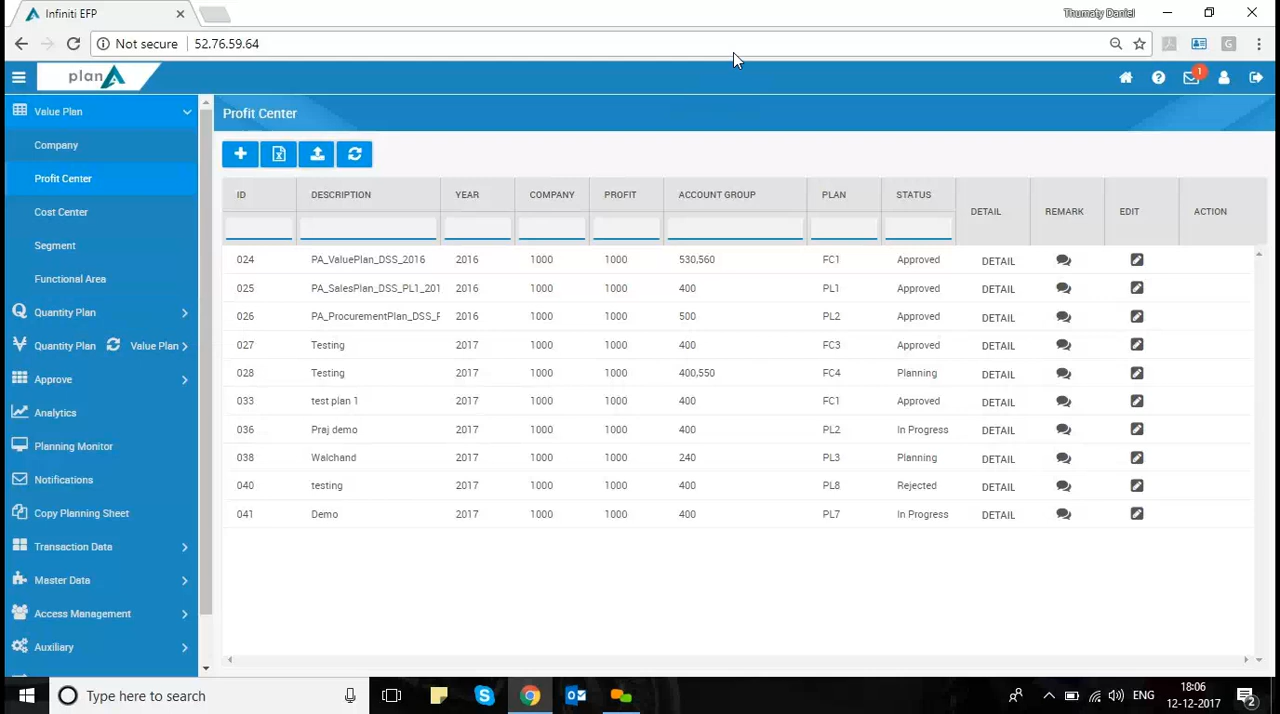 Infiniti EFP
Thumaty Daniel
Not secure 52.76.59.64
plan
1
Value Plan
Company
Profit Center
Cost Center
Segment
Functional Area
Quantity Plan
Quantity Plan Value Plan
Approve
Analytics
Planning Monitor
Notifications
Copy Planning Sheet
Transaction Data
Master Data
Access Management
Auxiliary
Profit Center
ID DESCRIPTION YEAR COMPANY PROFIT ACCOUNT GROUP PLAN STATUS DETAIL REMARK EDIT ACTION
024 PA_ValuePlan_DSS_2016 2016 1000 1000 530,560 FC1 Approved DETAIL
025 PA_SalesPlan_DSS_PL1_201 2016 1000 1000 400 PL1 Approved DETAIL
026 PA_ProcurementPlan_DSS_F 2016 1000 1000 500 PL2 Approved DETAIL
027 Testing 2017 1000 1000 400 FC3 Approved DETAIL
028 Testing 2017 1000 1000 400,550 FC4 Planning DETAIL
033 test plan 1 2017 1000 1000 400 FC1 Approved DETAIL
036 Praj demo 2017 1000 1000 400 PL2 In Progress DETAIL
038 Walchand 2017 1000 1000 240 PL3 Planning DETAIL
040 testing 2017 1000 1000 400 PL8 Rejected DETAIL
041 Demo 2017 1000 1000 400 PL7 In Progress DETAIL
Type here to search
ENG
18:06
12-12-2017
2